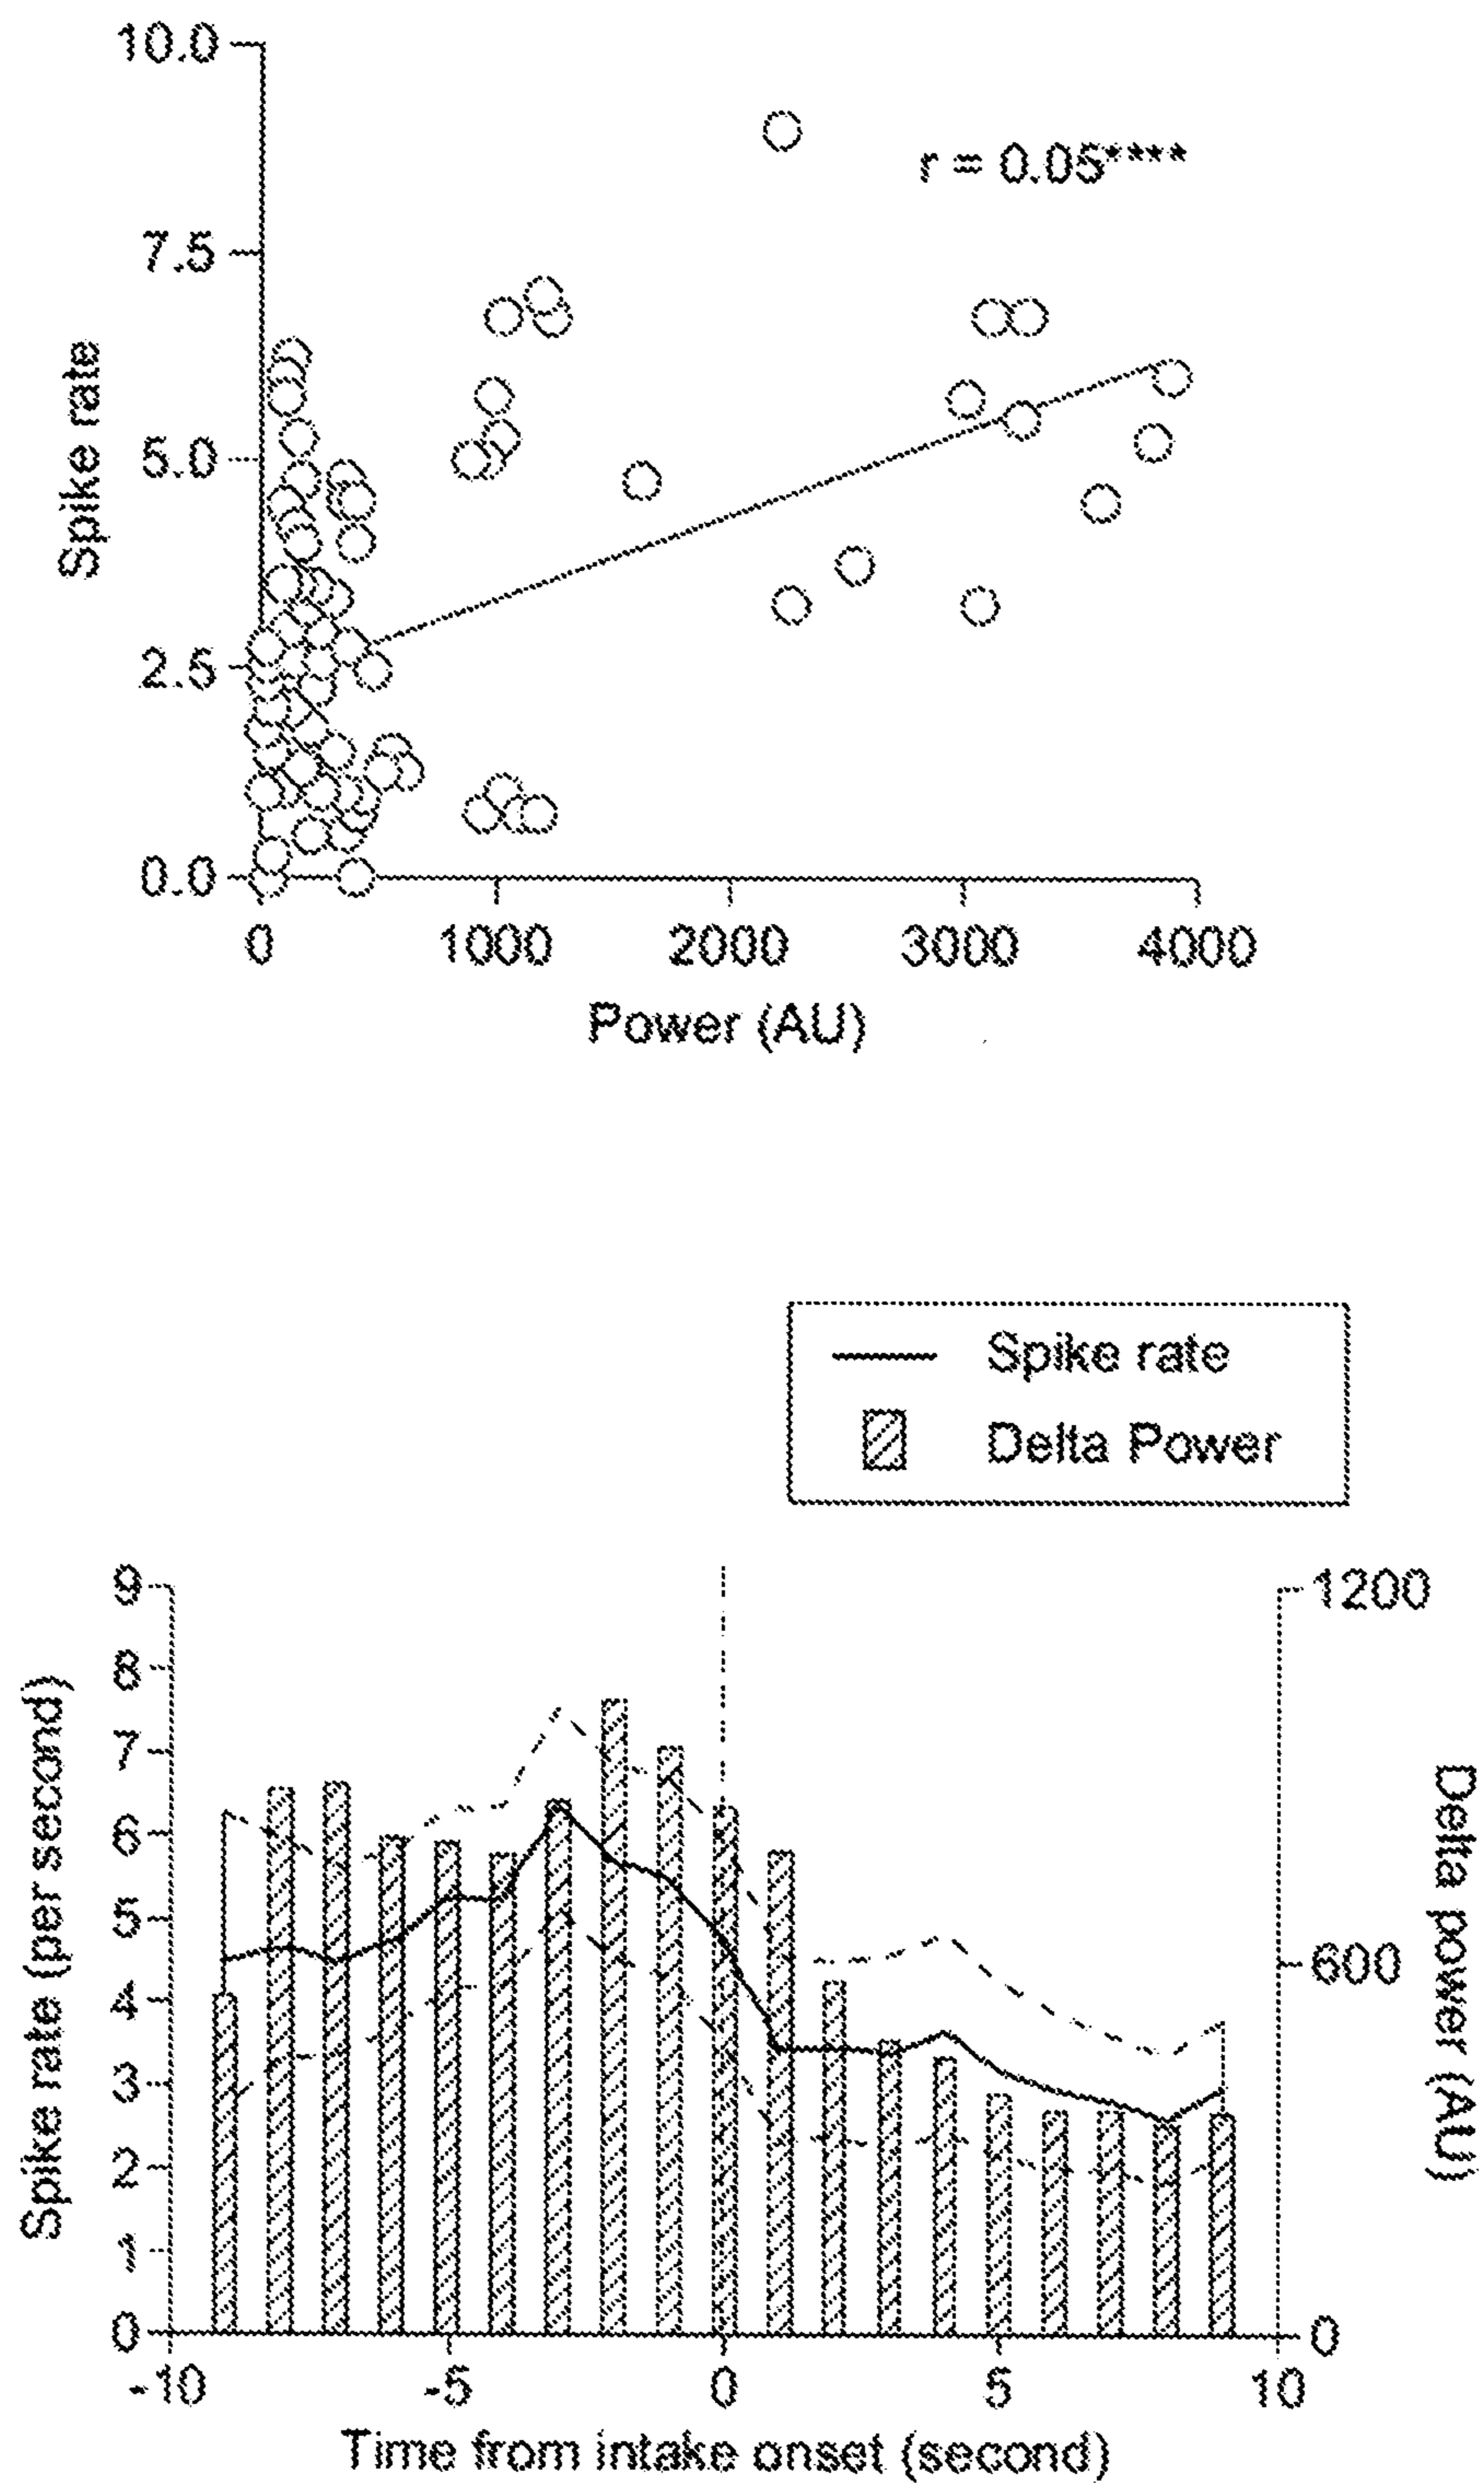 10.0
r = 0.05****
7.5
5.0
2.5
0.0
Spike rate
0 1000 2000 3000 4000
Power (AU)
Spike rate
Delta Power
9
8
7
6
5
4
3
2
1
0
Spike rate (per second)
1200
600
0
Delta power (AU)
-10 -5 0 5 10
Time from intake onset (second)